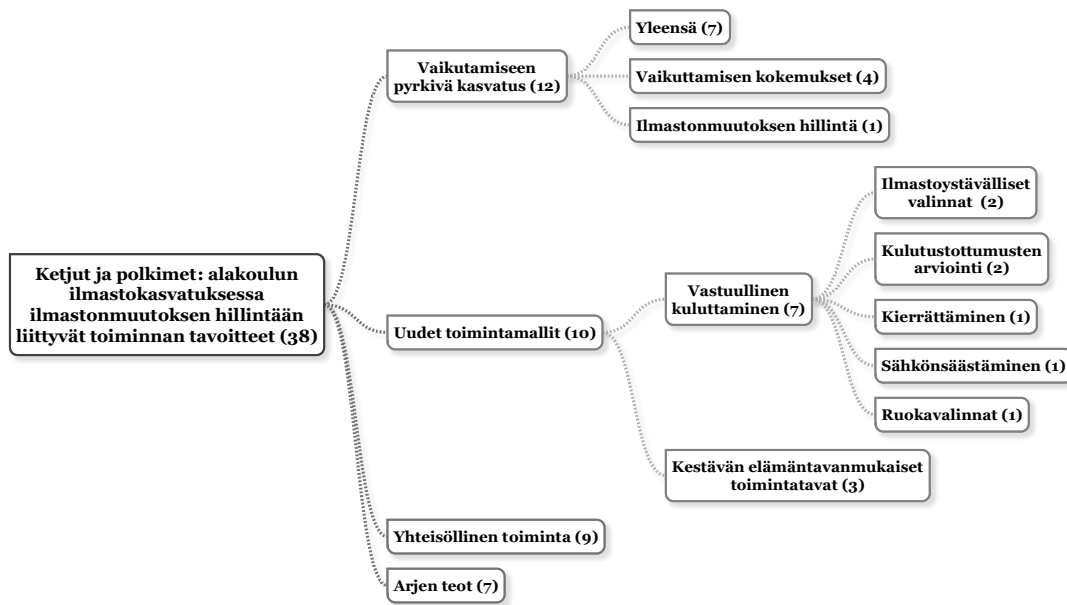 Ketjut ja polkimet: alakoulun
ilmastokasvatuksessa
ilmastonmuutoksen hillintään
liittyvät toiminnan tavoitteet (38)
Vaikutamiseen
pyrkivä kasvatus (12)
Yleensä (7)
Vaikuttamisen kokemukset (4)
Ilmastonmuutoksen hillintä (1)
Uudet toimintamallit (10)
Vastuullinen
kuluttaminen (7)
Ilmastoystävälliset
valinnat (2)
Kulutustottumusten
arviointi (2)
Kierrättäminen (1)
Sähkönsäästäminen (1)
Ruokavalinnat (1)
Kestävän elämäntavanmukaiset
toimintatavat (3)
Yhteisöllinen toiminta (9)
Arjen teot (7)